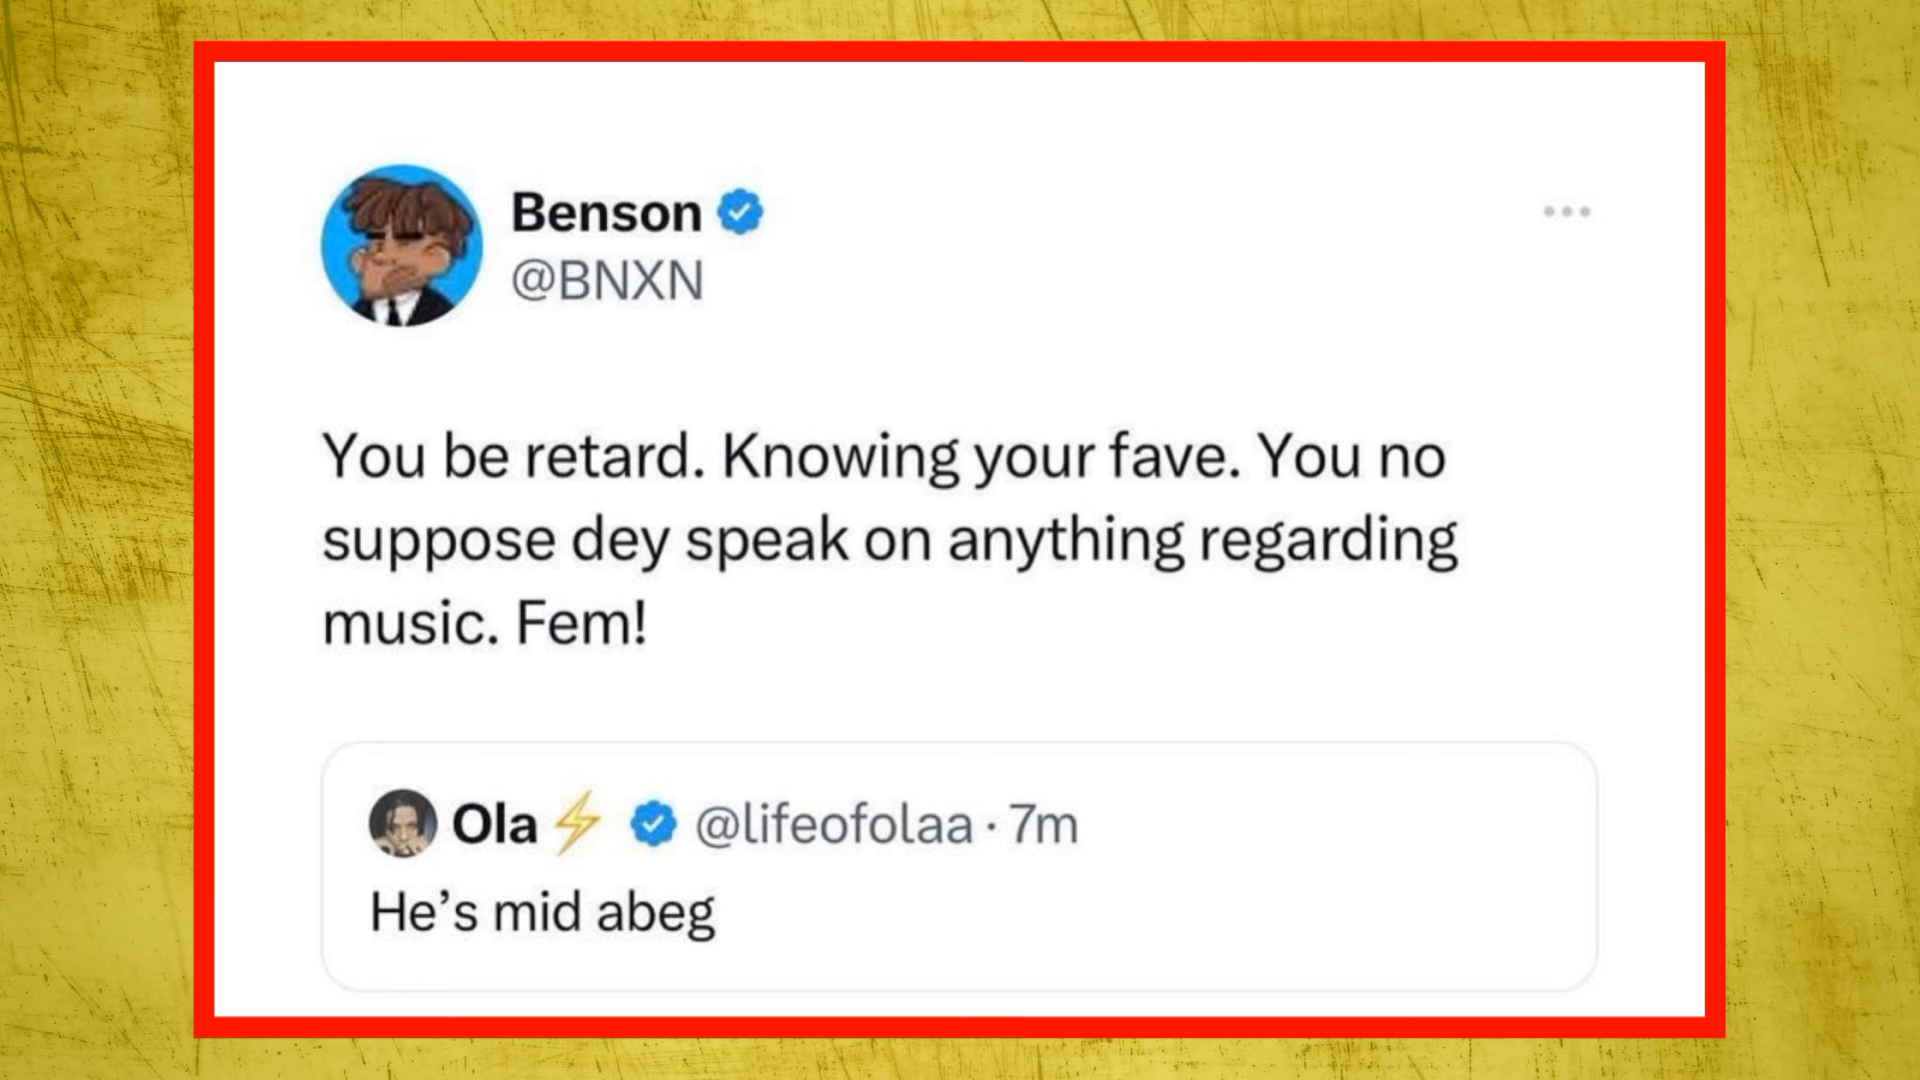 Benson
@BNXN
You be retard. Knowing your fave. You no
suppose dey speak on anything regarding
music. Fem!
Ola⚡ @lifeofolaa · 7m
He’s mid abeg